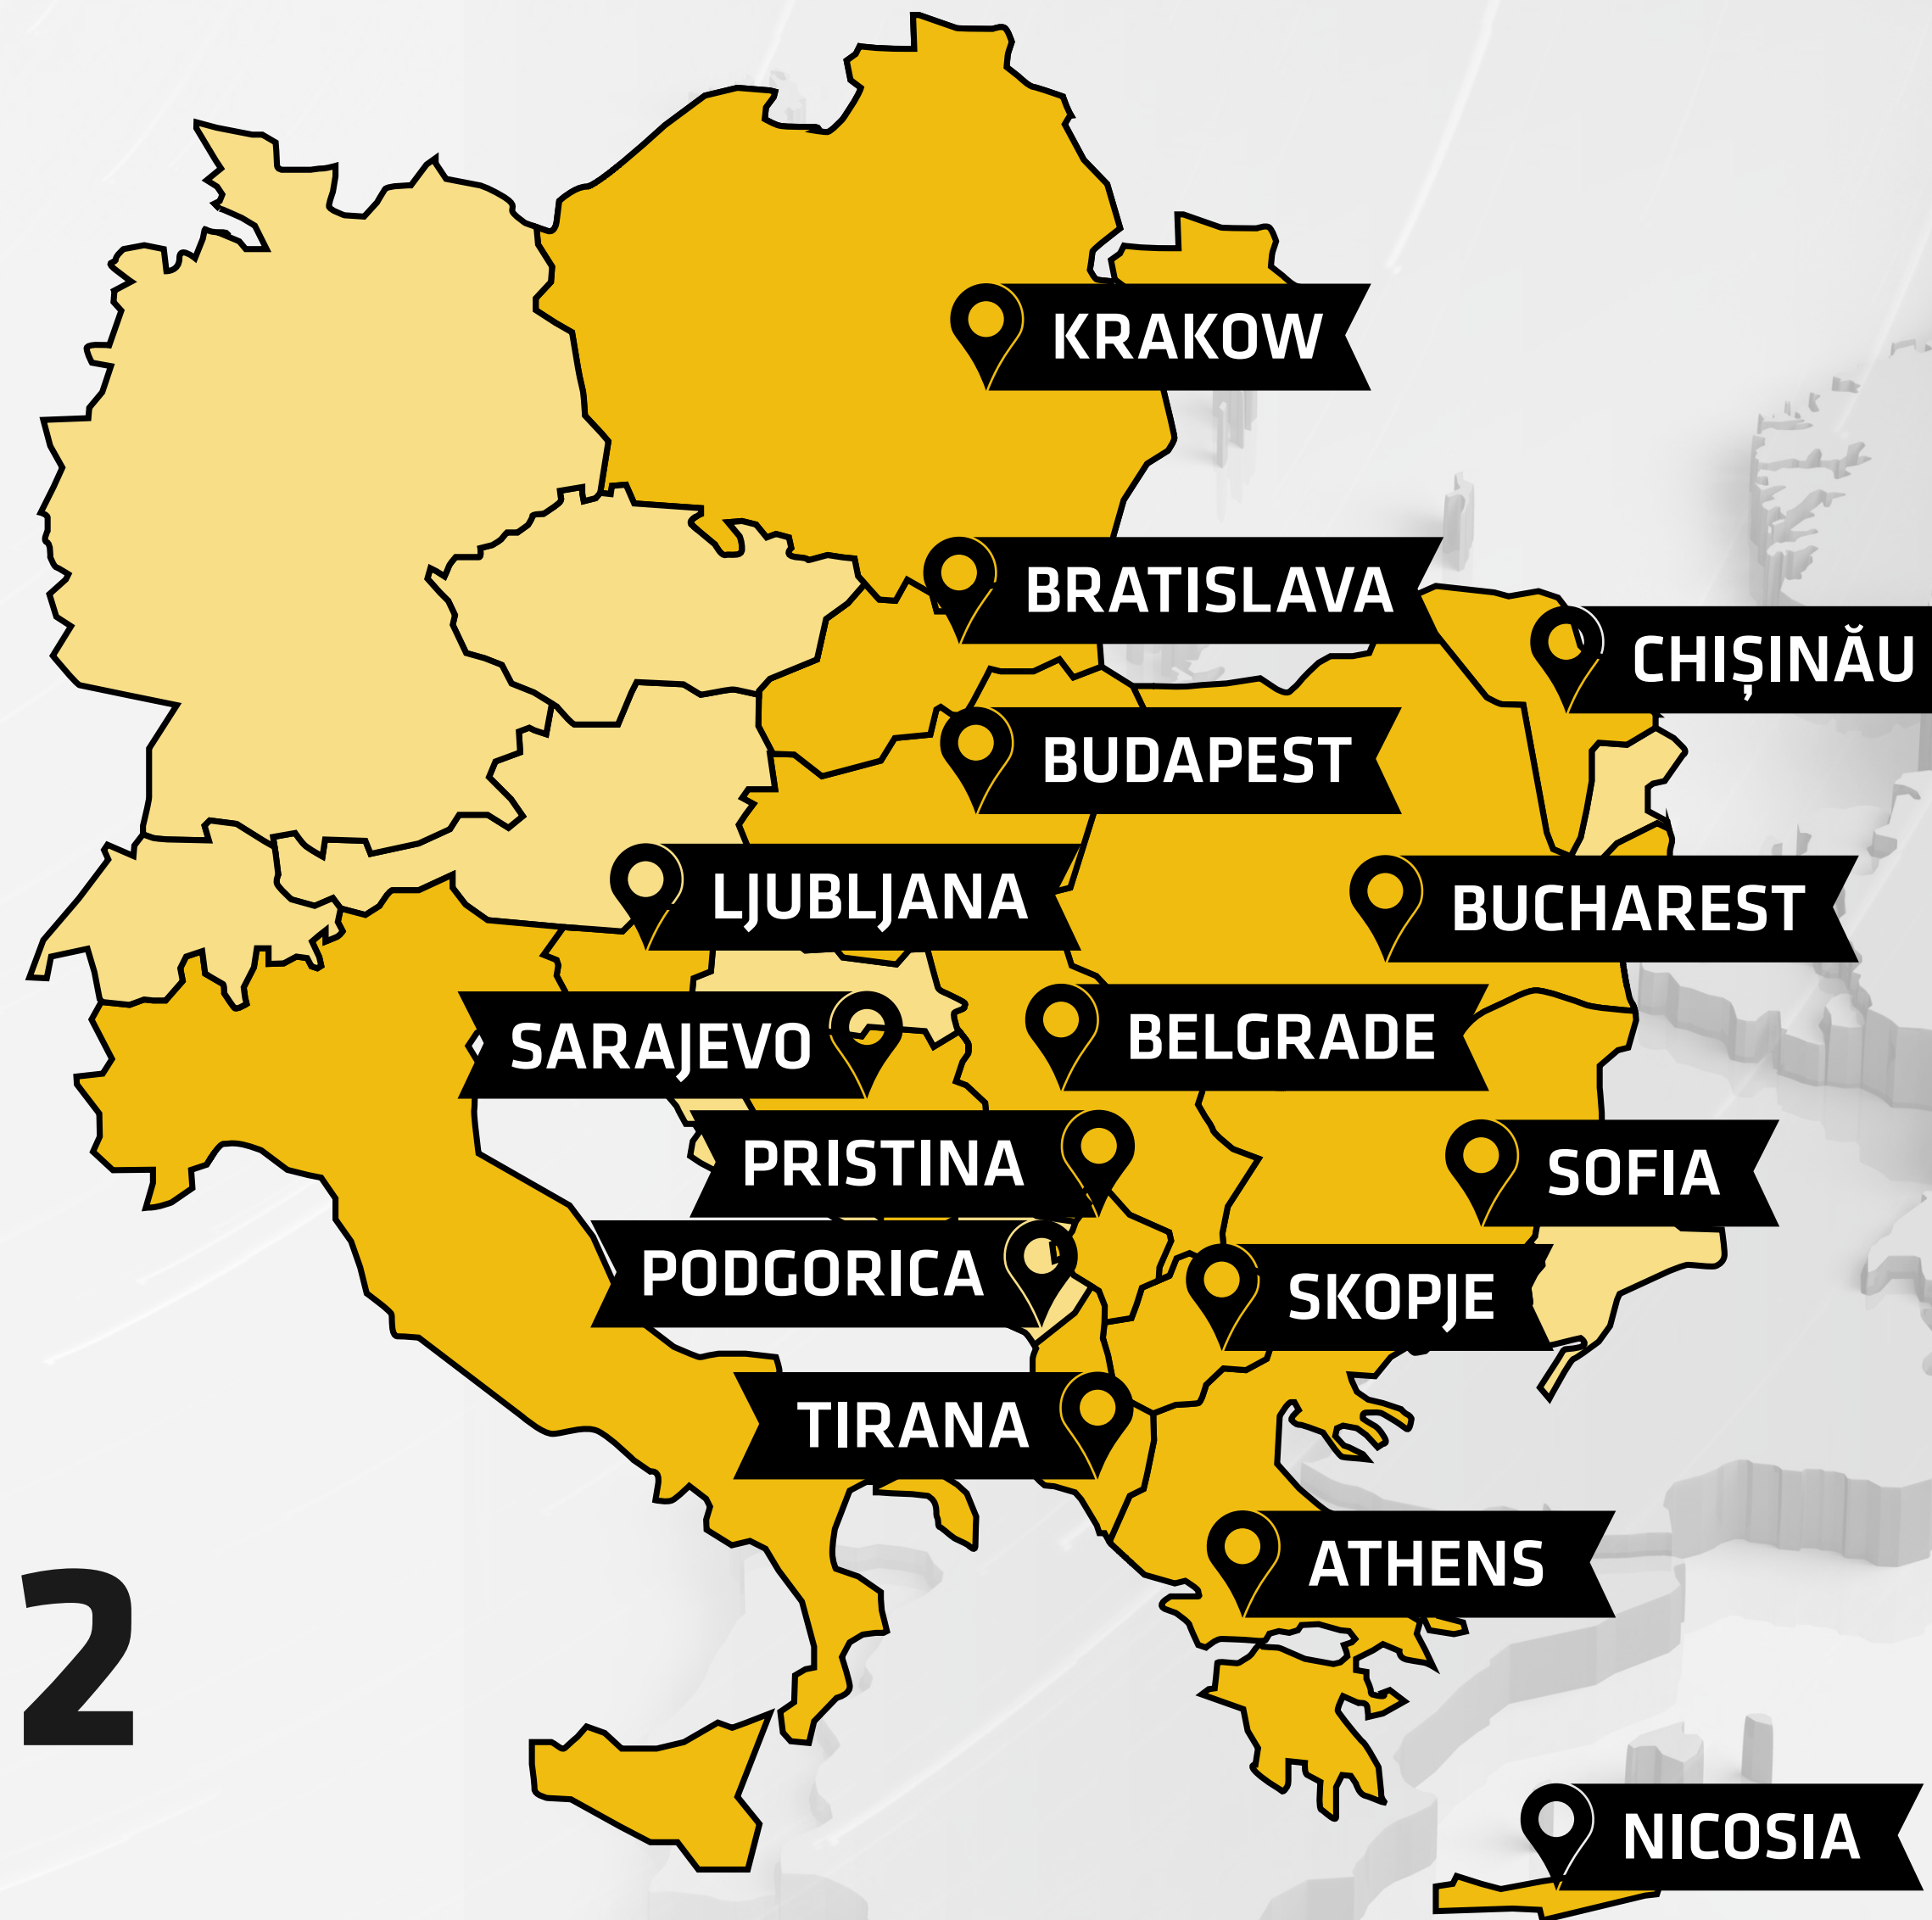 KRAKOW
BRATISLAVA
CHIȘINĂU
BUDAPEST
LJUBLJANA
BUCHAREST
SARAJEVO
BELGRADE
PRISTINA
SOFIA
PODGORICA
SKOPJE
TIRANA
ATHENS
2
NICOSIA